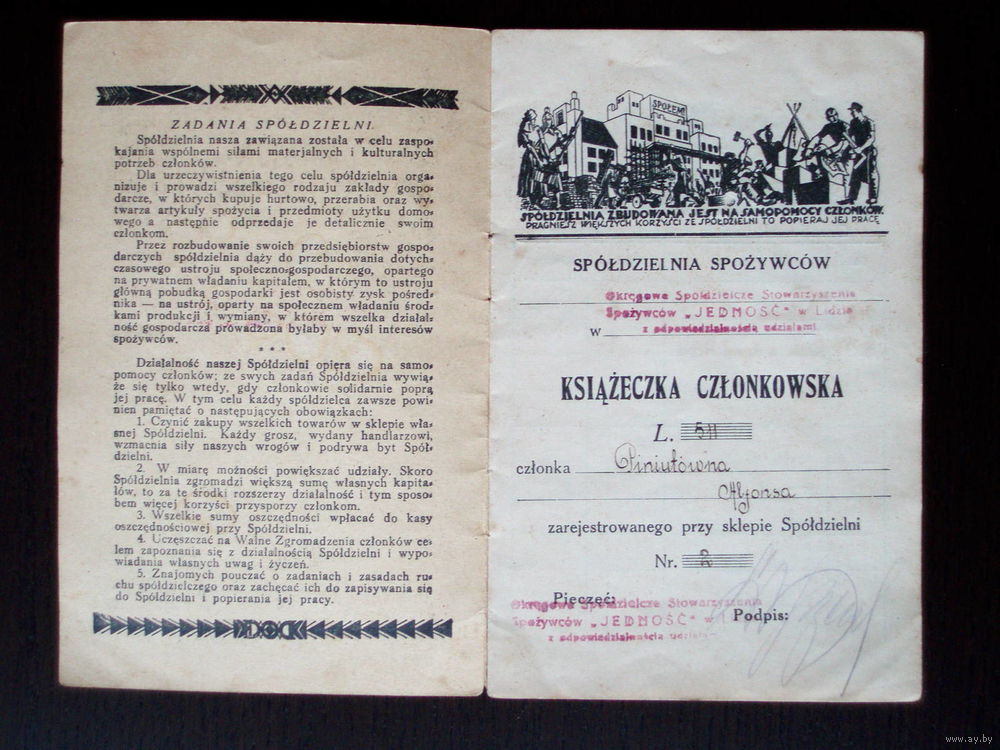 ZADANIA SPÓŁDZIELNI.
Spółdzielnia nasza zawiązana została w celu zaspo-
kajania wspólnemi siłami materjalnych i kulturalnych
potrzeb członków.
Dla urzeczywistnienia tego celu spółdzielnia orga-
nizuje i prowadzi wszelkiego rodzaju zakłady gospo-
darcze, w których kupuje hurtowo, przerabia oraz wy-
twarza artykuły spożycia i przedmioty użytku domo-
wego a następnie odprzedaje je detalicznie swoim
członkom.
Przez rozbudowanie swoich przedsiębiorstw gospo-
darczych spółdzielnia dąży do przebudowania dotych-
czasowego ustroju społeczno-gospodarczego, opartego
na prywatnem władaniu kapitałem, w którym to ustroju
główną pobudką gospodarki jest osobisty zysk pośred-
nika — na ustrój, oparty na społecznem władaniu środ-
kami produkcji i wymiany, w którem wszelka działal-
ność gospodarcza prowadzona byłaby w myśl interesów
spożywców.
* * *
Działalność naszej Spółdzielni opiera się na samo-
pomocy członków; ze swych zadań Spółdzielnia wywią-
że się tylko wtedy, gdy członkowie solidarnie poprą
jej pracę. W tym celu każdy spółdzielca zawsze powi-
nien pamiętać o następujących obowiązkach:
1. Czynić zakupy wszelkich towarów w sklepie wła-
snej Spółdzielni. Każdy grosz, wydany handlarzowi,
wzmacnia siły naszych wrogów i podrywa byt Spół-
dzielni.
2. W miarę możności powiększać udziały. Skoro
Spółdzielnia zgromadzi większą sumę własnych kapita-
łów, to za te środki rozszerzy działalność i tym sposo-
bem więcej korzyści przysporzy członkom.
3. Wszelkie sumy oszczędności wpłacać do kasy
oszczędnościowej przy Spółdzielni.
4. Uczęszczać na Walne Zgromadzenia członków ce-
lem zapoznania się z działalnością Spółdzielni i wypo-
wiadania własnych uwag i życzeń.
5. Znajomych pouczać o zadaniach i zasadach ru-
chu spółdzielczego oraz zachęcać ich do zapisywania się
do Spółdzielni i popierania jej pracy.
SPOŁEM
SPÓŁDZIELNIA ZBUDOWANA JEST NA SAMOPOMOCY CZŁONKÓW.
PRAGNIESZ WIĘKSZYCH KORZYŚCI ZE SPÓŁDZIELNI TO POPIERAJ JEJ PRACĘ
SPÓŁDZIELNIA SPOŻYWCÓW
Okręgowe Spółdzielcze Stowarzyszenie
Spożywców „JEDNOŚĆ" w Lidzie
w z odpowiedzialnością udziałami
KSIĄŻECZKA CZŁONKOWSKA
L. 511
członka Piniutówna
Alfonsa
zarejestrowanego przy sklepie Spółdzielni
Nr. 2
Pieczęć:
Okręgowe Spółdzielcze Stowarzyszenie
Spożywców „JEDNOŚĆ" w Podpis:
z odpowiedzialnością
www.ay.by